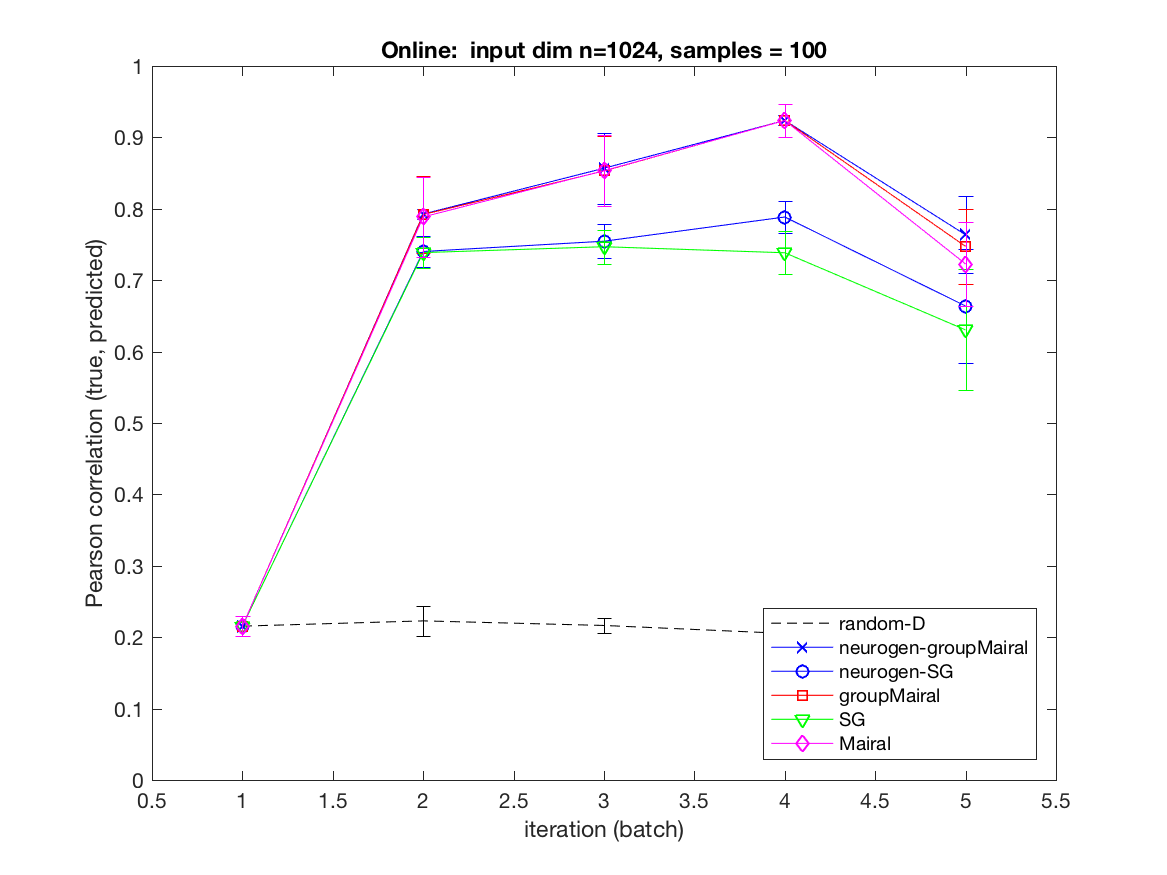 Online:  input dim n=1024, samples = 100
Pearson correlation (true, predicted)
1
0.9
0.8
0.7
0.6
0.5
0.4
0.3
0.2
0.1
0
random-D
neurogen-groupMairal
neurogen-SG
groupMairal
SG
Mairal
0.5 1 1.5 2 2.5 3 3.5 4 4.5 5 5.5
iteration (batch)